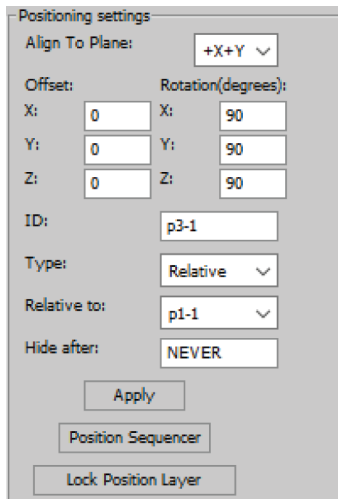 Positioning settings
Align To Plane: +X+Y
Offset: Rotation(degrees):
X: 0 X: 90
Y: 0 Y: 90
Z: 0 Z: 90
ID: p3-1
Type: Relative
Relative to: p1-1
Hide after: NEVER
Apply
Position Sequencer
Lock Position Layer